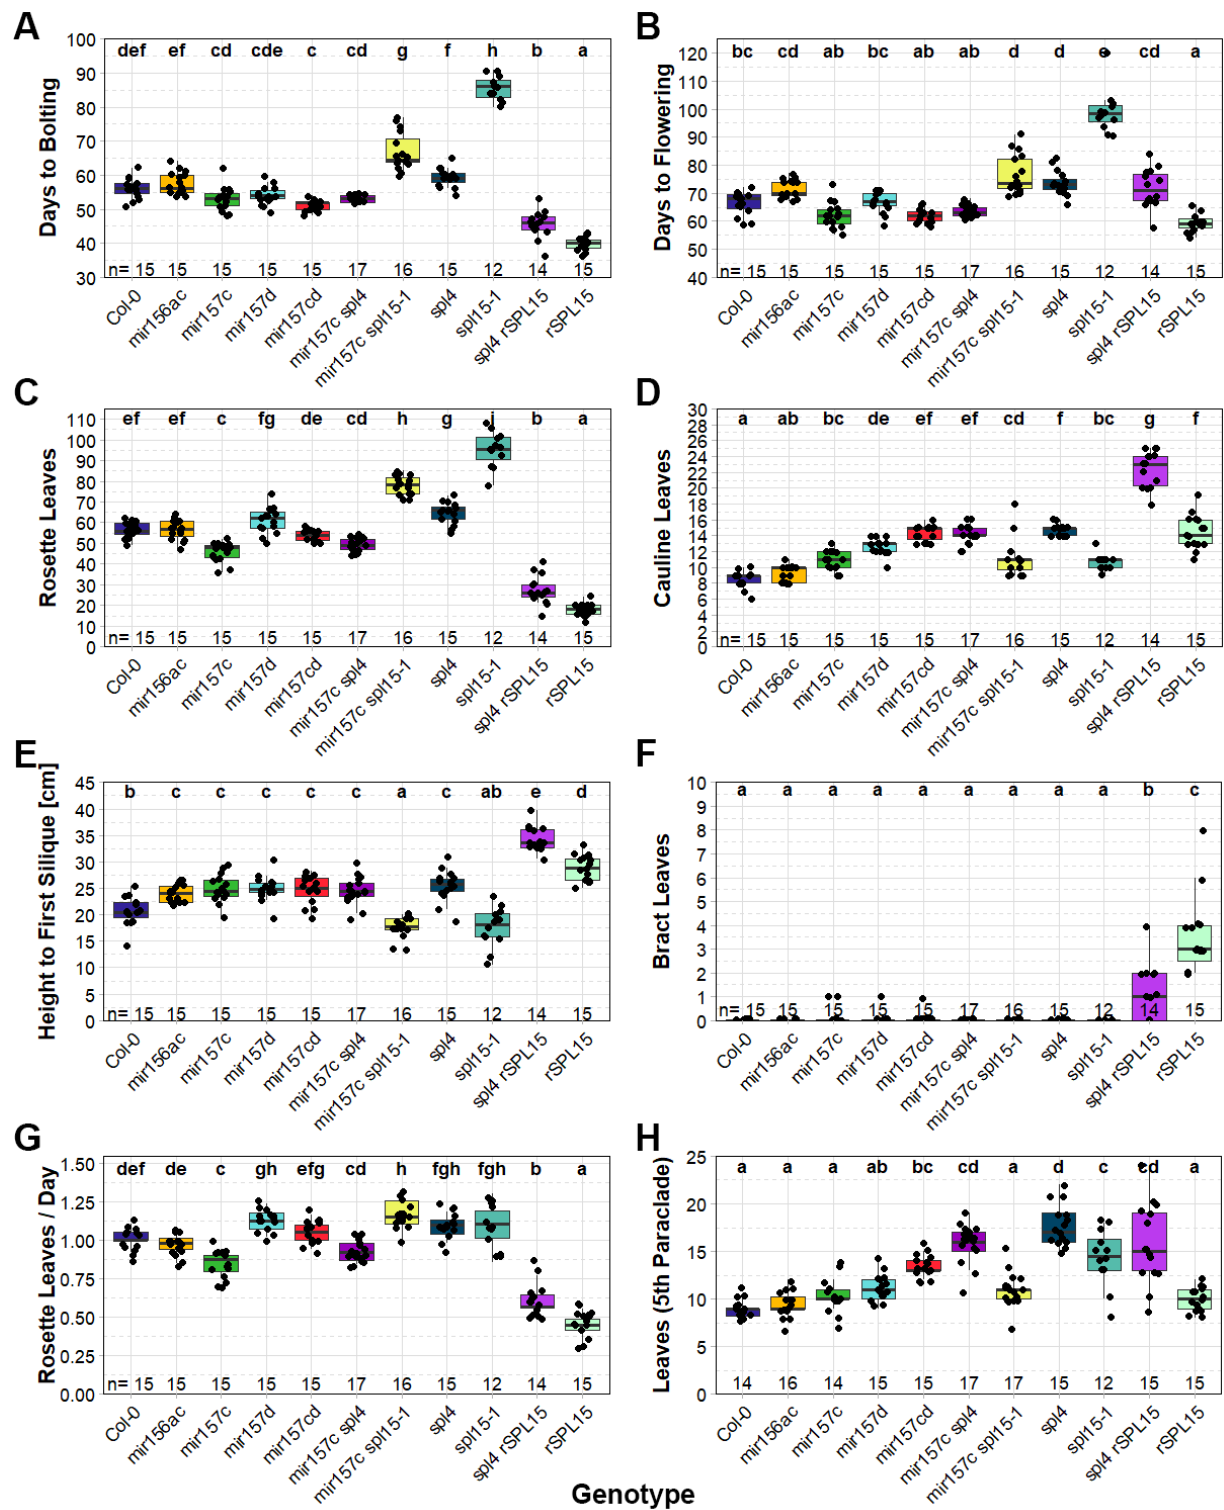 A
Days to Bolting
100
90
80
70
60
50
40
30
def ef cd cde c cd g f h b a
n= 15 15 15 15 15 17 16 15 12 14 15
Col-0 mir156ac mir157c mir157d mir157cd mir157c spl4 mir157c spl15-1 spl4 spl15-1 spl4 rSPL15 rSPL15
B
Days to Flowering
120
110
100
90
80
70
60
50
40
bc cd ab bc ab ab d d e cd a
n= 15 15 15 15 15 17 16 15 12 14 15
Col-0 mir156ac mir157c mir157d mir157cd mir157c spl4 mir157c spl15-1 spl4 spl15-1 spl4 rSPL15 rSPL15
C
Rosette Leaves
110
100
90
80
70
60
50
40
30
20
10
0
ef ef c fg de cd h g i b a
n= 15 15 15 15 15 17 16 15 12 14 15
Col-0 mir156ac mir157c mir157d mir157cd mir157c spl4 mir157c spl15-1 spl4 spl15-1 spl4 rSPL15 rSPL15
D
Cauline Leaves
30
29
28
27
26
25
24
23
22
21
20
19
18
17
16
15
14
13
12
11
10
9
8
7
6
5
4
3
2
1
0
a ab bc de ef ef cd f bc g f
n= 15 15 15 15 15 17 16 15 12 14 15
Col-0 mir156ac mir157c mir157d mir157cd mir157c spl4 mir157c spl15-1 spl4 spl15-1 spl4 rSPL15 rSPL15
E
Height to First Silique [cm]
45
40
35
30
25
20
15
10
5
0
b c c c c c a c ab e d
n= 15 15 15 15 15 17 16 15 12 14 15
Col-0 mir156ac mir157c mir157d mir157cd mir157c spl4 mir157c spl15-1 spl4 spl15-1 spl4 rSPL15 rSPL15
F
Bract Leaves
10
9
8
7
6
5
4
3
2
1
0
a a a a a a a a a b c
n= 15 15 15 15 15 17 16 15 12 14 15
Col-0 mir156ac mir157c mir157d mir157cd mir157c spl4 mir157c spl15-1 spl4 spl15-1 spl4 rSPL15 rSPL15
G
Rosette Leaves / Day
1.50
1.25
1.00
0.75
0.50
0.25
0.00
def de c gh efg cd h fgh fgh b a
n= 15 15 15 15 15 17 16 15 12 14 15
Col-0 mir156ac mir157c mir157d mir157cd mir157c spl4 mir157c spl15-1 spl4 spl15-1 spl4 rSPL15 rSPL15
H
Leaves (5th Paraclade)
25
20
15
10
5
0
a a a ab bc cd a d c cd a
14 16 14 15 15 17 17 15 12 15 15
Col-0 mir156ac mir157c mir157d mir157cd mir157c spl4 mir157c spl15-1 spl4 spl15-1 spl4 rSPL15 rSPL15
Genotype